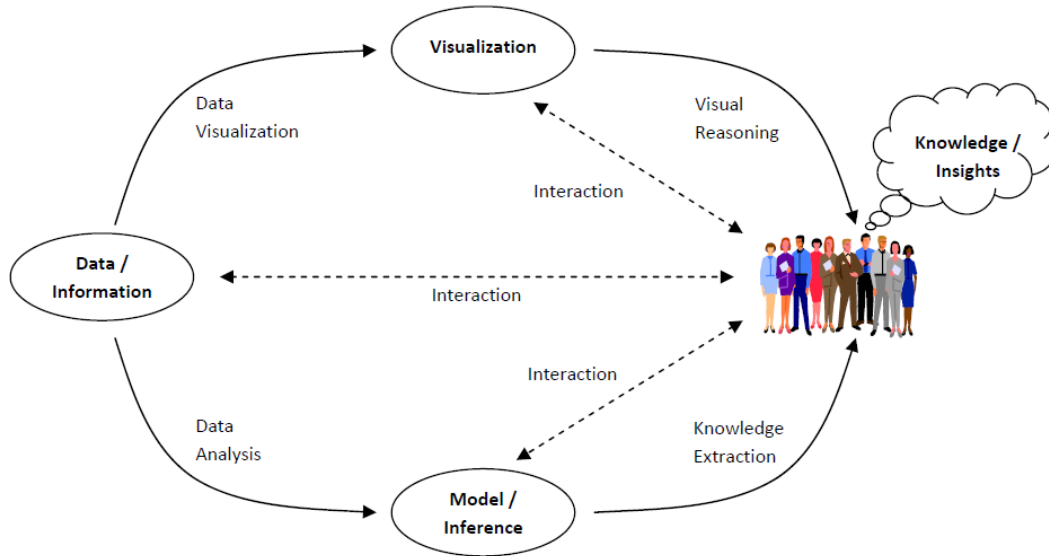 Visualization
Data
Visualization
Visual
Reasoning
Knowledge /
Insights
Interaction
Data /
Information
Interaction
Interaction
Data
Analysis
Knowledge
Extraction
Model /
Inference